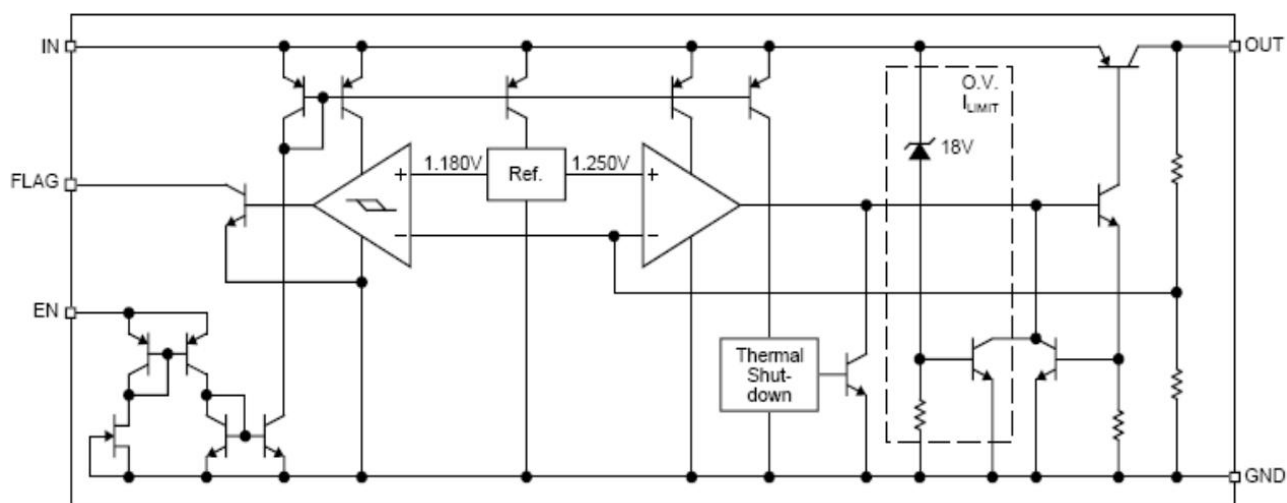 IN
OUT
O.V.
ILIMIT
18V
1.180V
Ref.
1.250V
FLAG
+
+
−
−
EN
Thermal
Shut-
down
GND